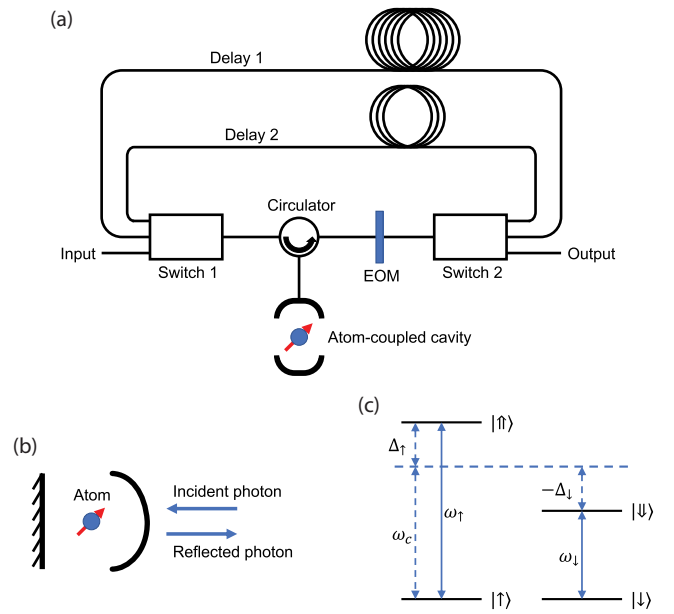 (a)
Delay 1
Delay 2
Circulator
Input
Switch 1
EOM
Switch 2
Output
Atom-coupled cavity
(b)
Atom
Incident photon
Reflected photon
(c)
|⇑⟩
Δ↑
−Δ↓
|⇓⟩
ω_c
ω↑
ω↓
|↑⟩
|↓⟩